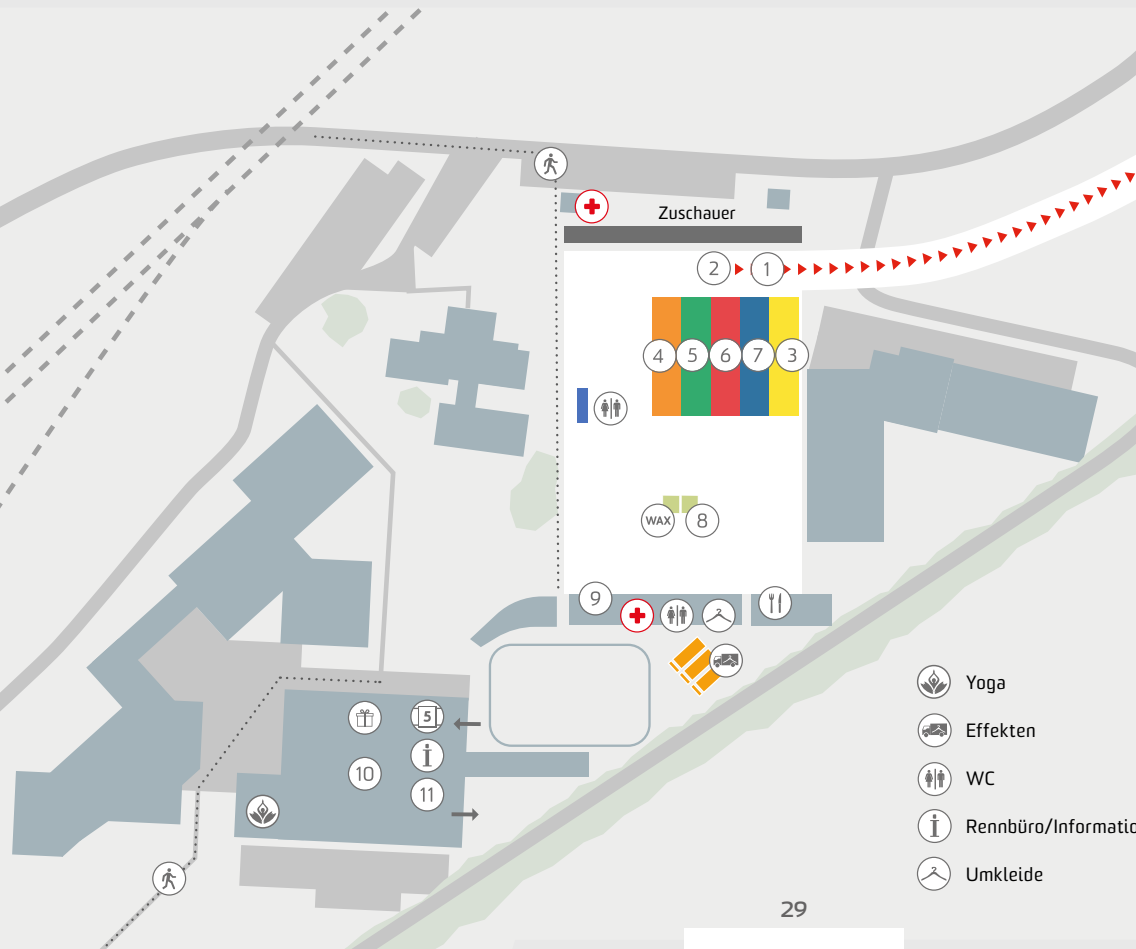 Zuschauer
2
1
4
5
6
7
3
WAX
8
9
5
10
11
Yoga
Effekten
WC
Rennbüro/Informatio
Umkleide
29